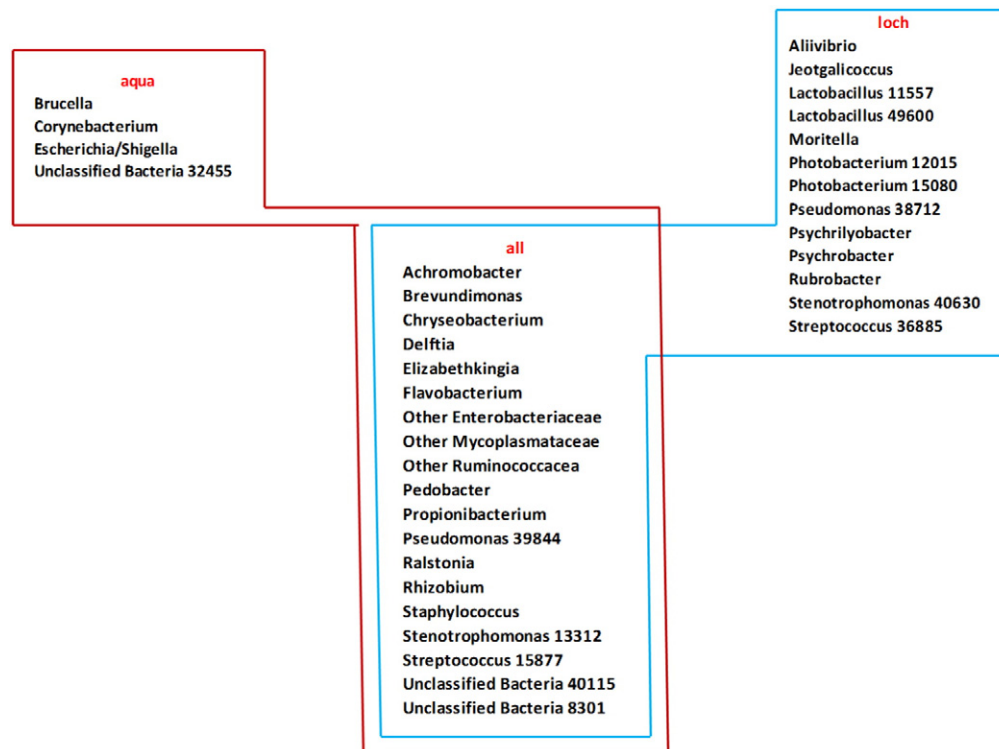 aqua
Brucella
Corynebacterium
Escherichia/Shigella
Unclassified Bacteria 32455
loch
Aliivibrio
Jeotgalicoccus
Lactobacillus 11557
Lactobacillus 49600
Moritella
Photobacterium 12015
Photobacterium 15080
Pseudomonas 38712
Psychrilyobacter
Psychrobacter
Rubrobacter
Stenotrophomonas 40630
Streptococcus 36885
all
Achromobacter
Brevundimonas
Chryseobacterium
Delftia
Elizabethkingia
Flavobacterium
Other Enterobacteriaceae
Other Mycoplasmataceae
Other Ruminococcacea
Pedobacter
Propionibacterium
Pseudomonas 39844
Ralstonia
Rhizobium
Staphylococcus
Stenotrophomonas 13312
Streptococcus 15877
Unclassified Bacteria 40115
Unclassified Bacteria 8301